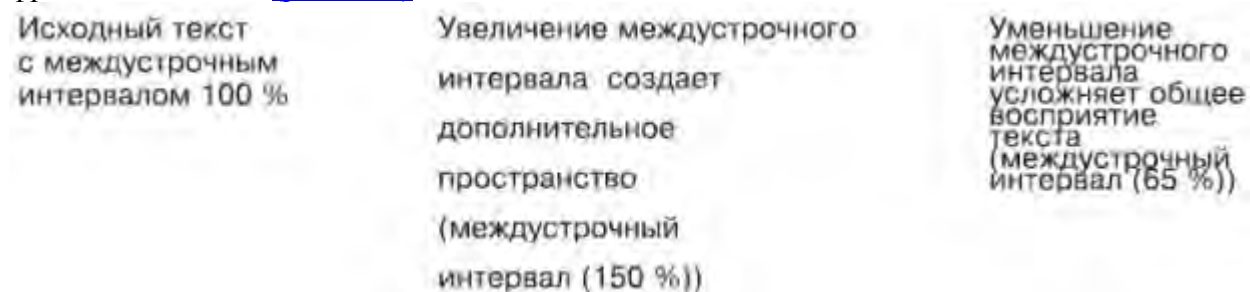 Исходный текст
с междустрочным
интервалом 100 %
Увеличение междустрочного
интервала создает
дополнительное
пространство
(междустрочный
интервал (150 %))
Уменьшение
междустрочного
интервала
усложняет общее
восприятие
текста
(междустрочный
интервал (65 %))